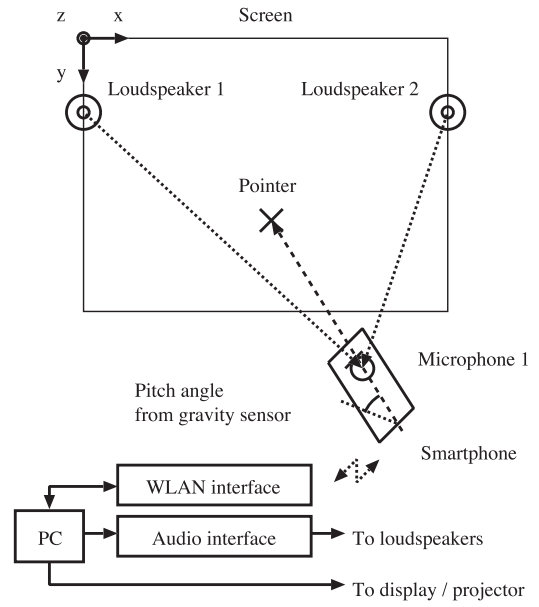 z x Screen
y
Loudspeaker 1 Loudspeaker 2
Pointer
Microphone 1
Pitch angle
from gravity sensor
Smartphone
WLAN interface
PC Audio interface To loudspeakers
To display / projector